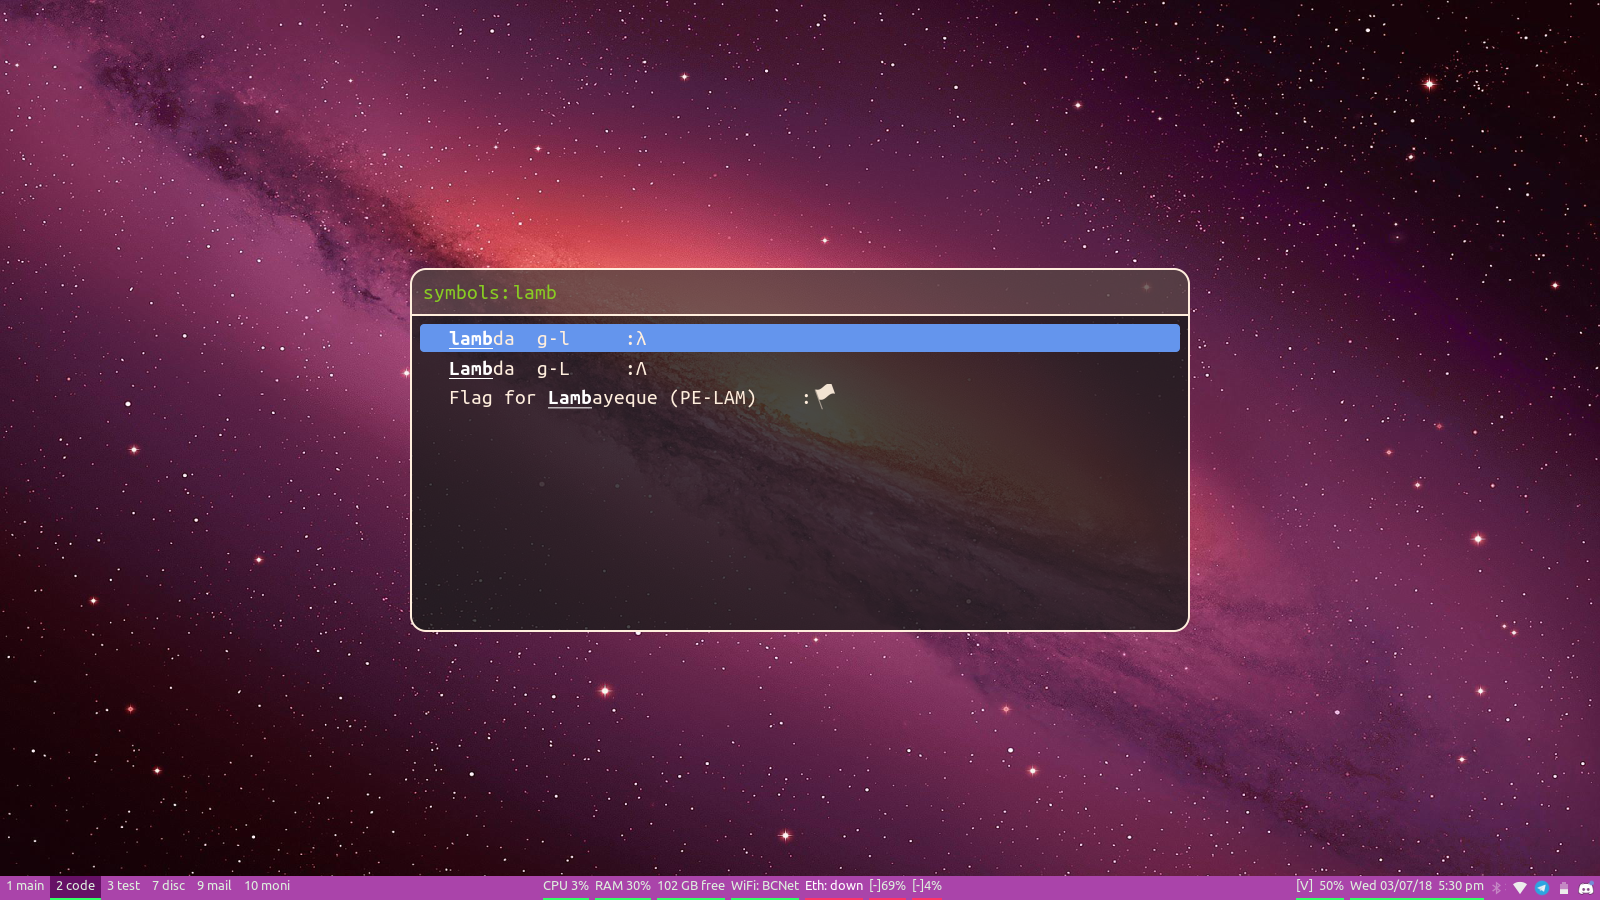 symbols:lamb
lambda g-l :λ
Lambda g-L :Λ
Flag for Lambayeque (PE-LAM) :
1 main 2 code 3 test 7 disc 9 mail 10 moni CPU 3% RAM 30% 102 GB free WiFi: BCNet Eth: down [-]69% [-]4% [V] 50% Wed 03/07/18 5:30 pm